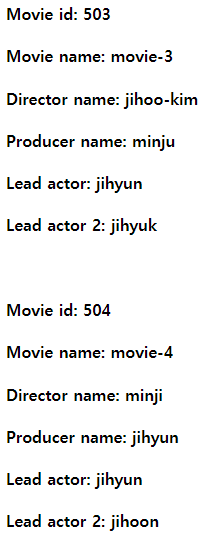 Movie id: 503
Movie name: movie-3
Director name: jihoo-kim
Producer name: minju
Lead actor: jihyun
Lead actor 2: jihyuk
Movie id: 504
Movie name: movie-4
Director name: minji
Producer name: jihyun
Lead actor: jihyun
Lead actor 2: jihoon